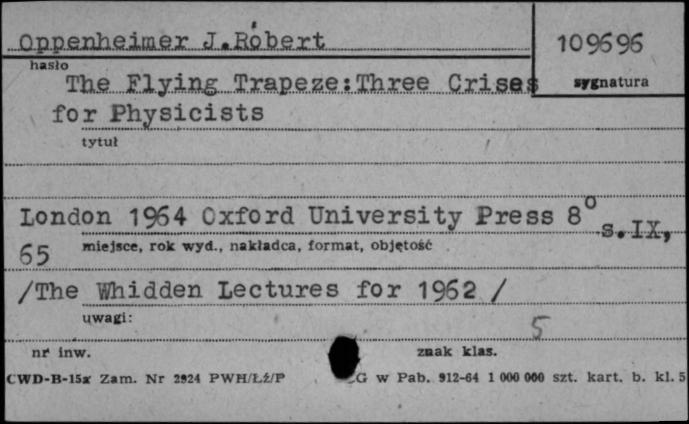 Oppenheimer J.Robert
109696
hasło
sygnatura
The Flying Trapeze:Three Crises
for Physicists
tytuł
London 1964 Oxford University Press 8° s.IX,
65
miejsce, rok wyd., nakładca, format, objętość
/The Whidden Lectures for 1962 /
uwagi:
5
nr inw.
znak klas.
CWD-B-15x Zam. Nr 2924 PWH/Łź/P G w Pab. 912-64 1 000 000 szt. kart. b. kl. 5